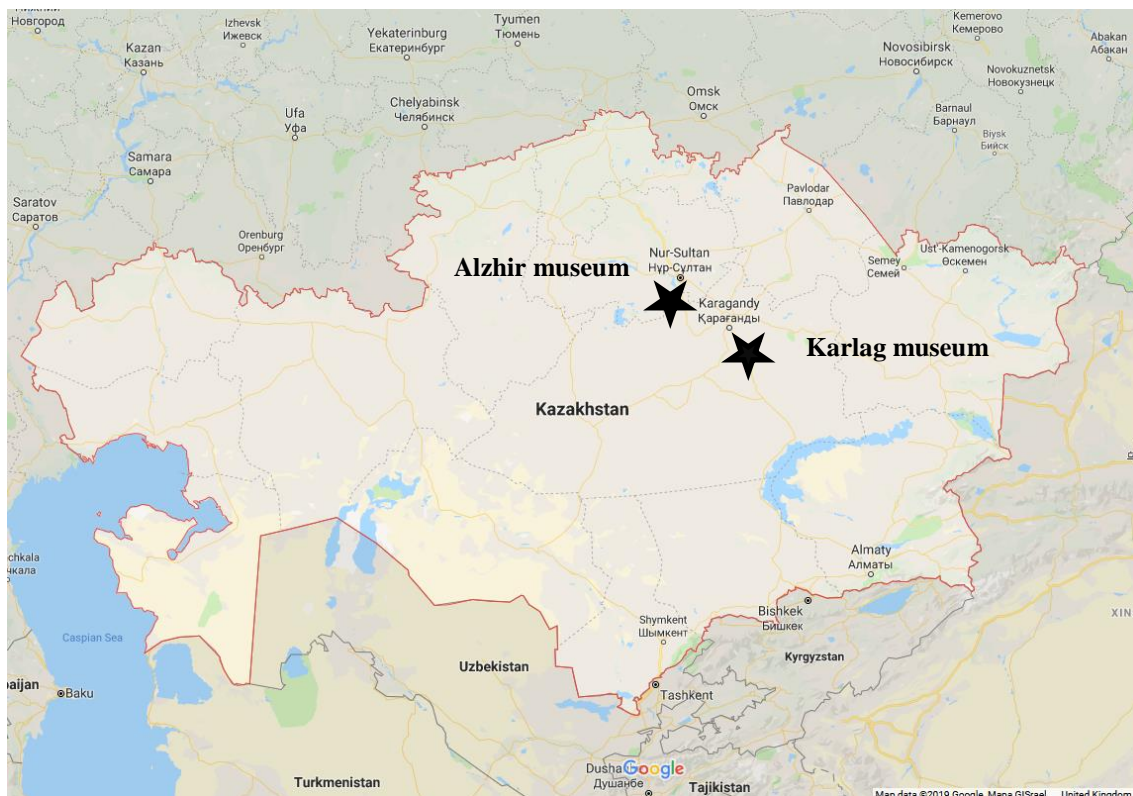 Новгород
Izhevsk
Ижевск
Tyumen
Тюмень
Kemerovo
Кемерово
Kazan
Казань
Yekaterinburg
Екатеринбург
Novosibirsk
Новосибирск
Abakan
Абакан
Novokuznetsk
Новокузнецк
Omsk
Омск
Chelyabinsk
Челябинск
Ufa
Уфа
Barnaul
Барнаул
Biysk
Бийск
Samara
Самара
Saratov
Саратов
Pavlodar
Павлодар
Orenburg
Оренбург
Nur-Sultan
Нұр-Сұлтан
Semey
Семей
Ust-Kamenogorsk
Өскемен
Alzhir museum
Karagandy
Қарағанды
Karlag museum
Kazakhstan
Almaty
Алматы
Bishkek
Бишкек
Shymkent
Шымкент
Caspian Sea
Uzbekistan
Kyrgyzstan
XIN
Baku
Tashkent
Turkmenistan
Dusha
Душанбе
Google
Tajikistan
Map data ©2019 Google, Mapa GISrael United Kingdom